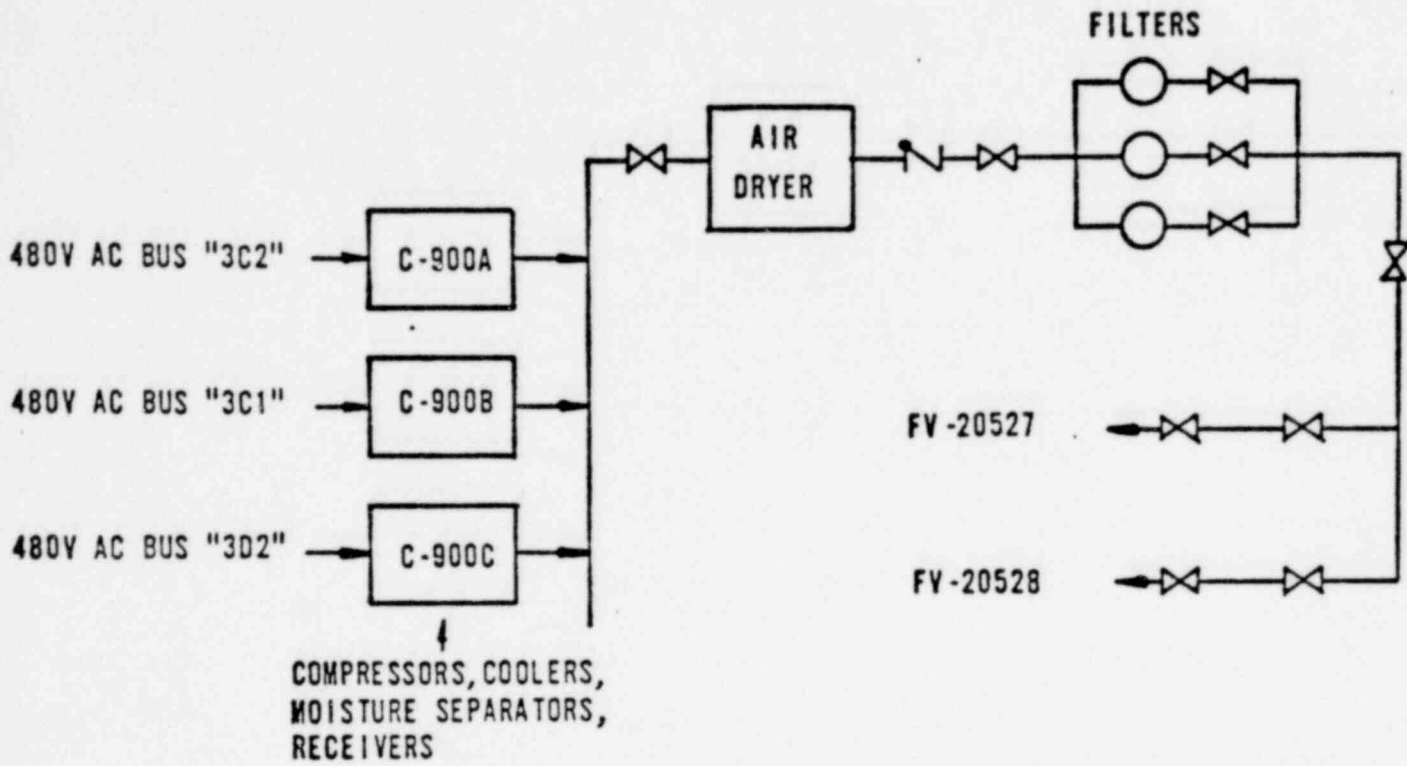 FILTERS
AIR
DRYER
480V AC BUS "3C2"
C-900A
480V AC BUS "3C1"
C-900B
480V AC BUS "3D2"
C-900C
FV-20527
FV-20528
COMPRESSORS, COOLERS,
MOISTURE SEPARATORS,
RECEIVERS